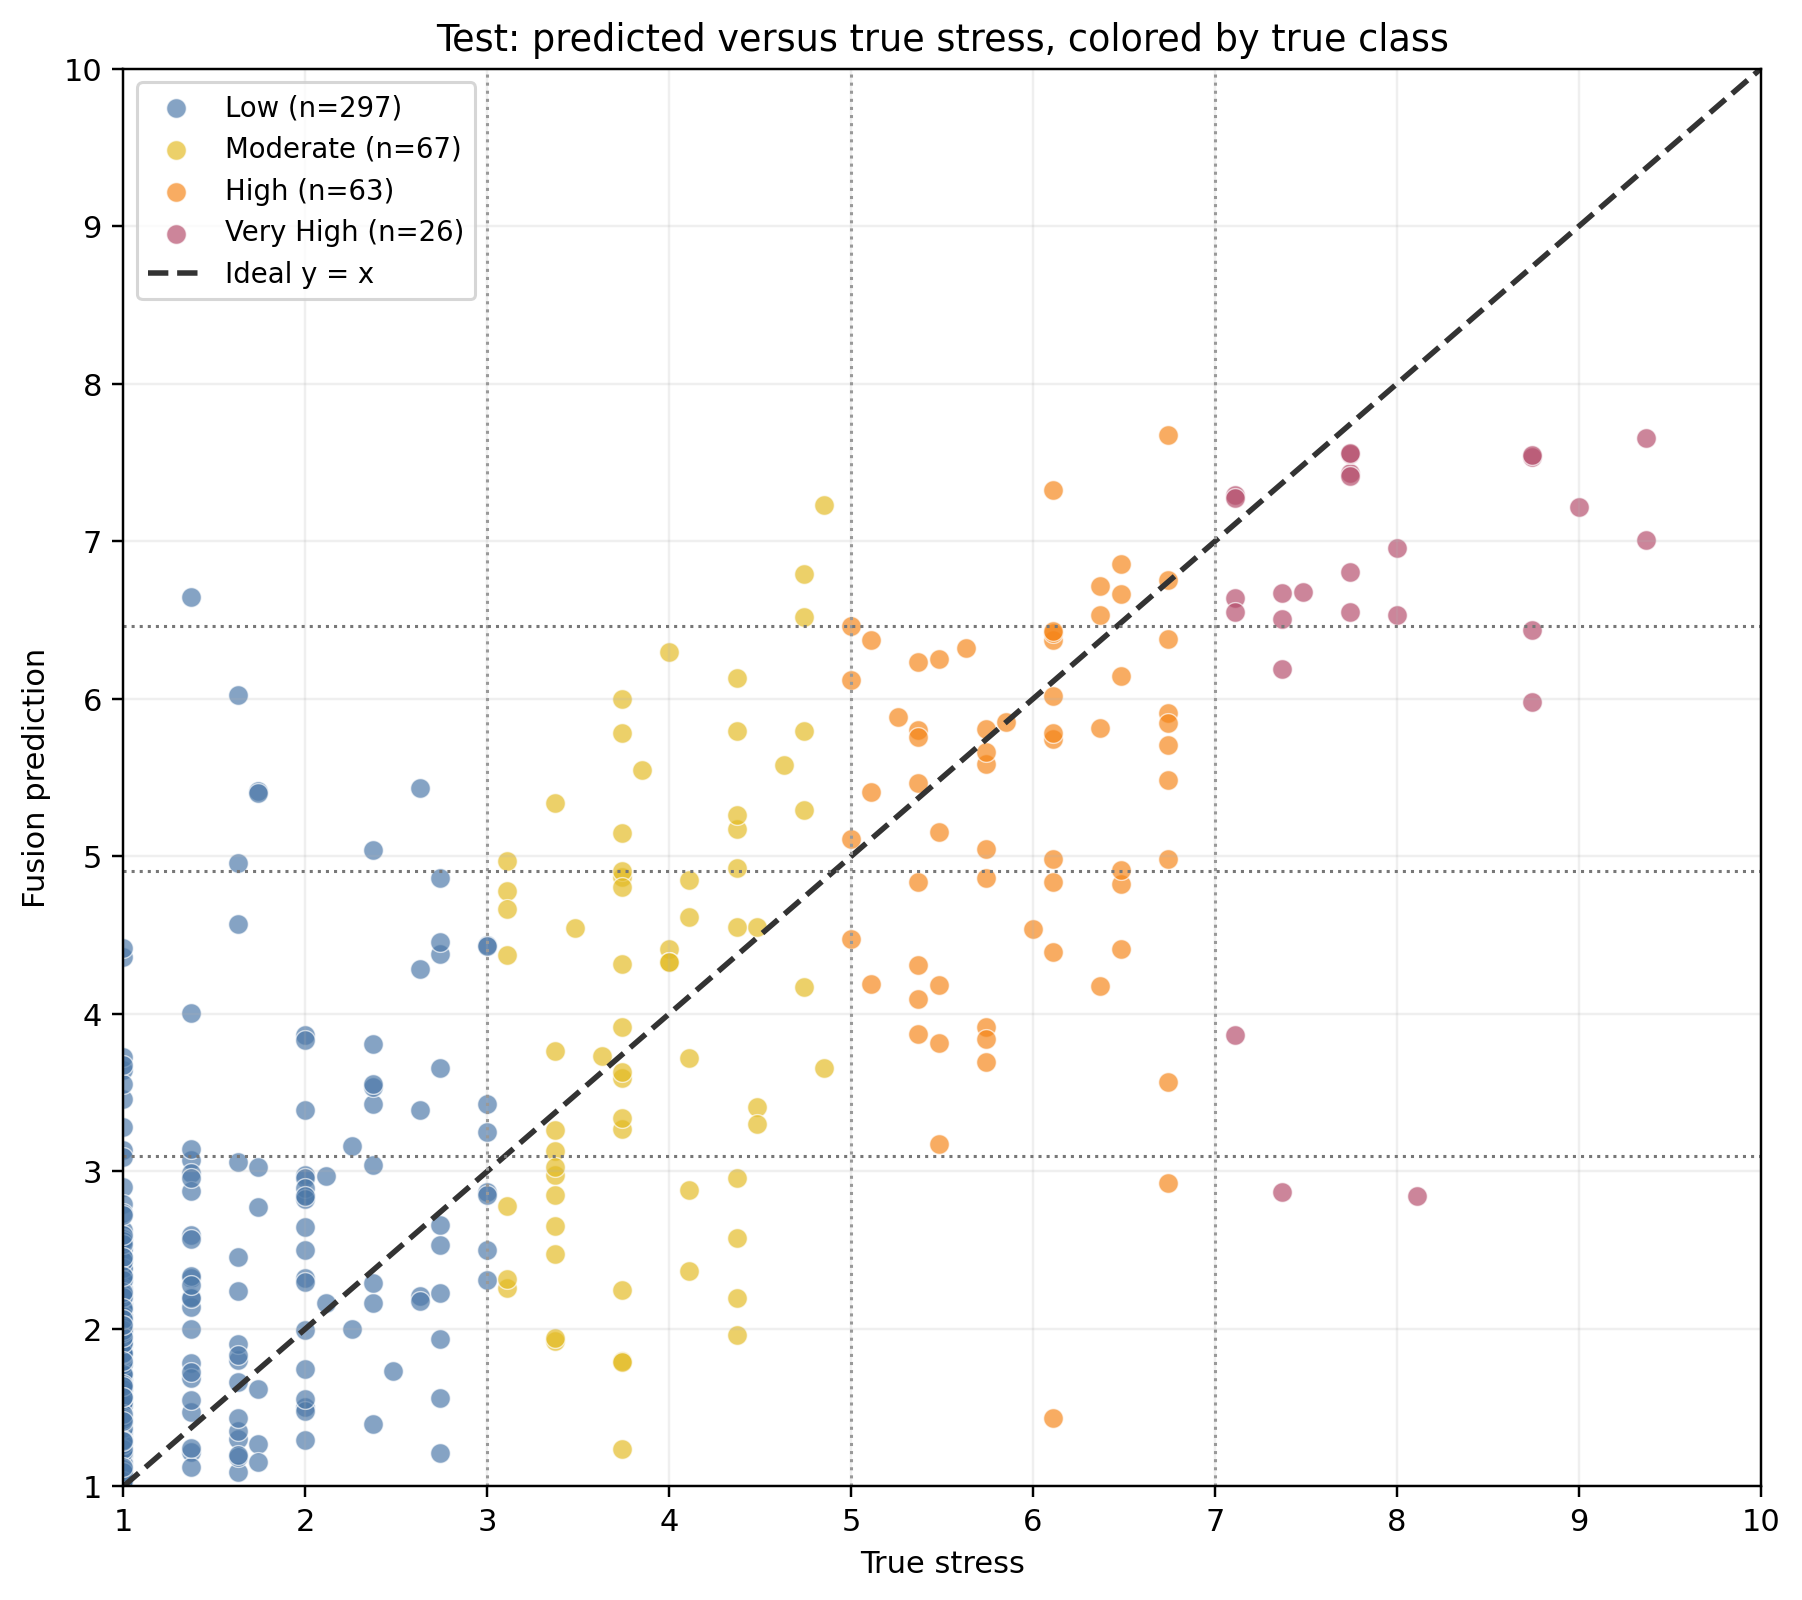 Test: predicted versus true stress, colored by true class
Low (n=297)
Moderate (n=67)
High (n=63)
Very High (n=26)
Ideal y = x
Fusion prediction
10
9
8
7
6
5
4
3
2
1
1 2 3 4 5 6 7 8 9 10
True stress